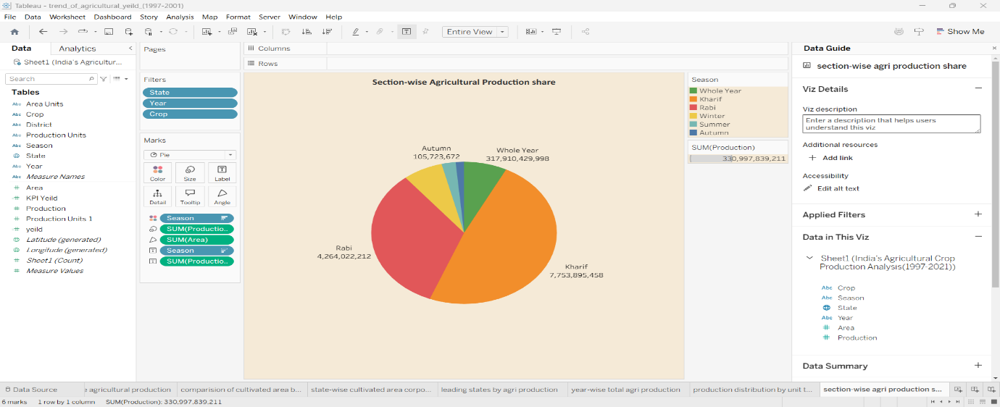 Tableau - trend_of_agricultural_yeild_(1997-2001)
File Data Worksheet Dashboard Story Analysis Map Format Server Window Help
Entire View
Show Me
Data Analytics
Sheet1 (India's Agricultur...
Search
Tables
Abc Area Units
Abc Crop
Abc District
Abc Production Units
Abc Season
State
Abc Year
Abc Measure Names
Area
KPI Yeild
Production
Production Units 1
yeild
Latitude (generated)
Longitude (generated)
Sheet1 (Count)
Measure Values
Pages
Filters
State
Year
Crop
Marks
Pie
Color Size Label
Detail Tooltip Angle
Season
SUM(Productio..
SUM(Area)
Season
SUM(Productio..
Columns
Rows
Section-wise Agricultural Production share
Autumn
105,723,672
Whole Year
317,910,429,998
Rabi
4,264,022,212
Kharif
7,753,895,458
Season
Whole Year
Kharif
Rabi
Winter
Summer
Autumn
SUM(Production)
330,997,839,211
Data Guide
section-wise agri production share
Viz Details
Viz description
Enter a description that helps users
understand this viz
Additional resources
Add link
Accessibility
Edit alt text
Applied Filters
Data in This Viz
Sheet1 (India's Agricultural Crop
Production Analysis(1997-2021))
Abc Crop
Abc Season
State
Abc Year
Area
Production
Data Summary
Data Source e agricultural production comparision of cultivated area b... state-wise cultivated area corpo... leading states by agri production year-wise total agri production production distribution by unit t... section-wise agri production s...
6 marks 1 row by 1 column SUM(Production): 330,997,839,211